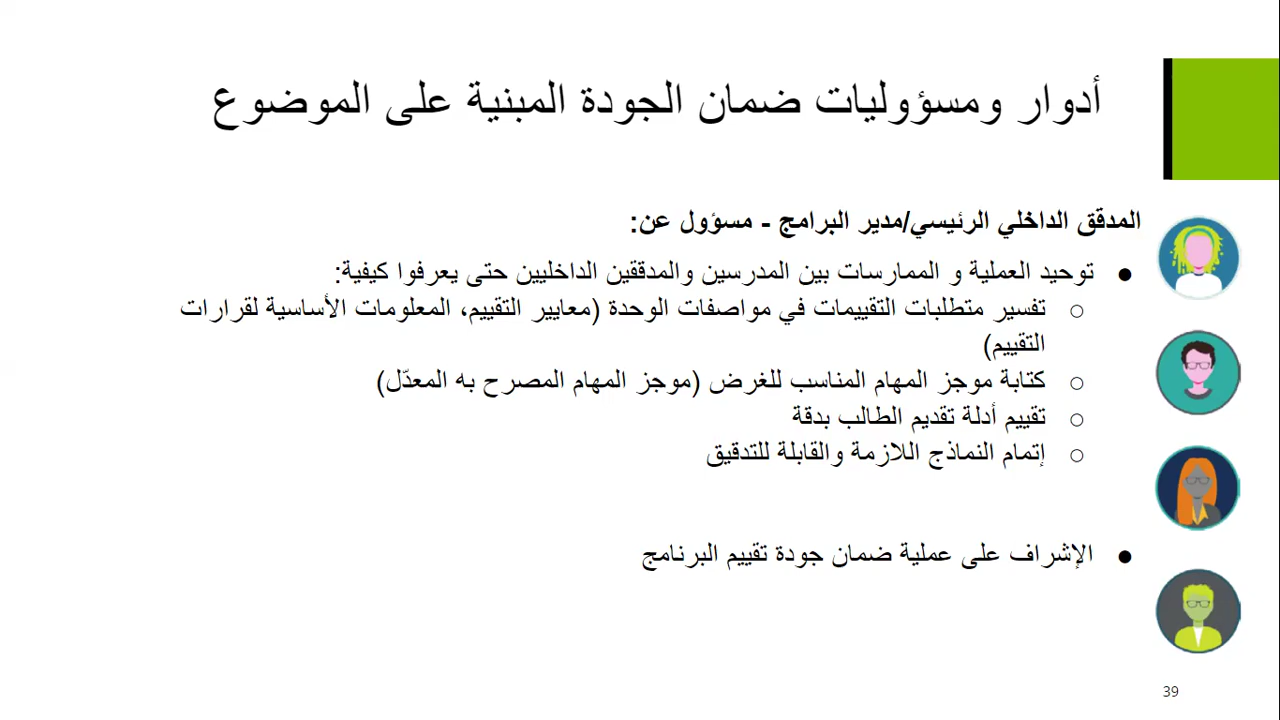 أدوار ومسؤوليات ضمان الجودة المبنية على الموضوع
المدقق الداخلي الرئيسي/مدير البرامج - مسؤول عن:
● توحيد العملية و الممارسات بين المدرسين والمدققين الداخليين حتى يعرفوا كيفية:
○ تفسير متطلبات التقييمات في مواصفات الوحدة (معايير التقييم، المعلومات الأساسية لقرارات
التقييم)
○ كتابة موجز المهام المناسب للغرض (موجز المهام المصرح به المعدّل)
○ تقييم أدلة تقديم الطالب بدقة
○ إتمام النماذج اللازمة والقابلة للتدقيق
● الإشراف على عملية ضمان جودة تقييم البرنامج
39